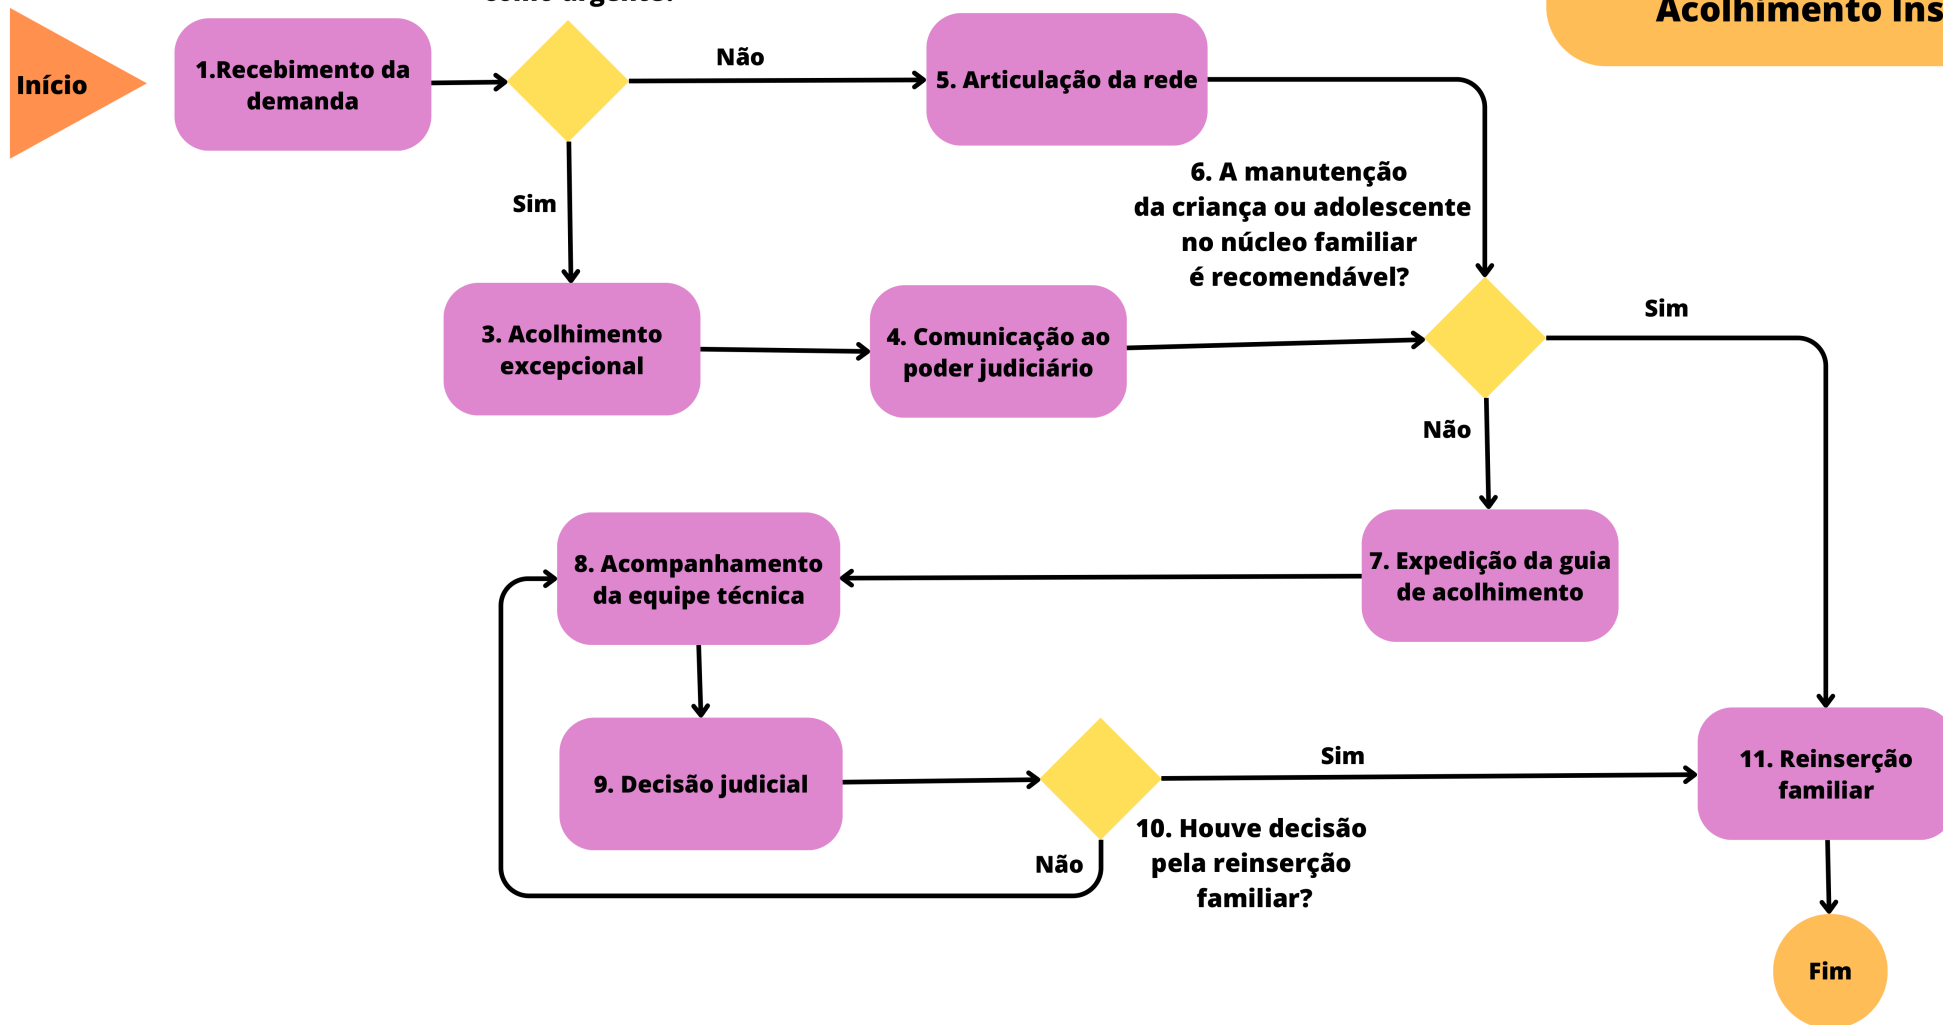 como urgente?
Acolhimento Ins
Início
1.Recebimento da
demanda
Não
5. Articulação da rede
Sim
6. A manutenção
da criança ou adolescente
no núcleo familiar
é recomendável?
3. Acolhimento
excepcional
4. Comunicação ao
poder judiciário
Sim
Não
8. Acompanhamento
da equipe técnica
7. Expedição da guia
de acolhimento
9. Decisão judicial
Sim
11. Reinserção
familiar
10. Houve decisão
pela reinserção
familiar?
Não
Fim